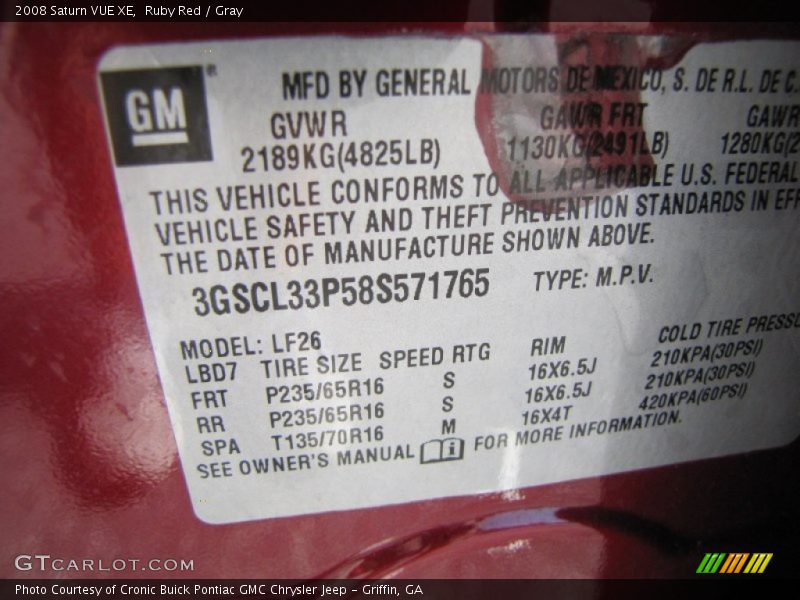 2008 Saturn VUE XE,  Ruby Red / Gray
GM®
MFD BY GENERAL MOTORS DE MEXICO, S. DE R.L. DE C.
GVWR GAWR FRT GAWR
2189KG(4825LB) 1130KG(2491LB) 1280KG(2
THIS VEHICLE CONFORMS TO ALL APPLICABLE U.S. FEDERAL
VEHICLE SAFETY AND THEFT PREVENTION STANDARDS IN EFF
THE DATE OF MANUFACTURE SHOWN ABOVE.
3GSCL33P58S571765 TYPE: M.P.V.
MODEL: LF26
LBD7 TIRE SIZE SPEED RTG RIM COLD TIRE PRESSU
FRT P235/65R16 S 16X6.5J 210KPA(30PSI)
RR P235/65R16 S 16X6.5J 210KPA(30PSI)
SPA T135/70R16 M 16X4T 420KPA(60PSI)
SEE OWNER'S MANUAL i FOR MORE INFORMATION.
GTCARLOT.COM
Photo Courtesy of Cronic Buick Pontiac GMC Chrysler Jeep - Griffin, GA